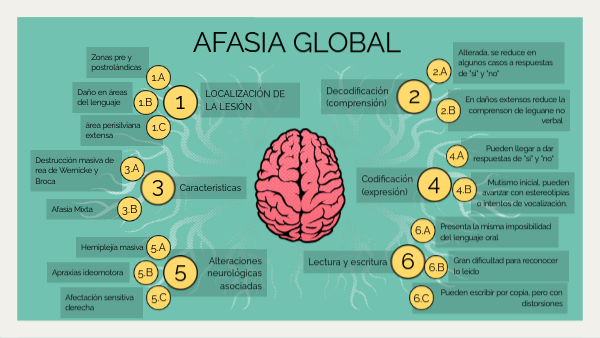 AFASIA GLOBAL
Zonas pre y
postrolándicas
1.A
Daño en áreas
del lenguaje
1.B
área perisilviana
extensa
1.C
1
LOCALIZACIÓN DE
LA LESIÓN
Decodificación
(comprensión)
2
2.A
Alterada, se reduce en
algunos casos a respuestas
de "si" y "no"
2.B
En daños extensos reduce la
comprenson de leguane no
verbal
Destrucción masiva de
rea de Wernicke y
Broca
3.A
Afasia Mixta
3.B
3
Características
Codificación
(expresión)
4
4.A
Pueden llegar a dar
respuestas de "si" y "no"
4.B
Mutismo inicial, pueden
avanzar con estereotipias
o intentos de vocalización.
Hemiplejía masiva
5.A
Apraxias ideomotora
5.B
Afectación sensitiva
derecha
5.C
5
Alteraciones
neurológicas
asociadas
Lectura y escritura
6
6.A
Presenta la misma imposibilidad
del lenguaje oral
6.B
Gran dificultad para reconocer
lo leído
6.C
Pueden escribir por copia, pero con
distorsiones